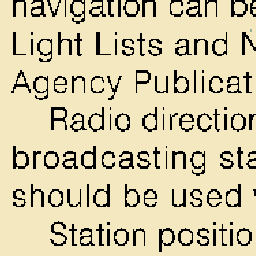 navigation can be
Light Lists and
Agency Publicat
Radio direction
broadcasting sta
should be used
Station positio